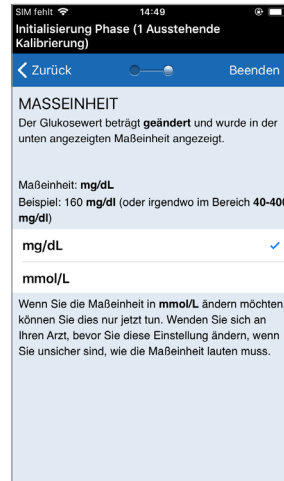 SIM fehlt 14:49
Initialisierung Phase (1 Ausstehende
Kalibrierung)
Zurück Beenden
MASSEINHEIT
Der Glukosewert beträgt geändert und wurde in der
unten angezeigten Maßeinheit angezeigt.
Maßeinheit: mg/dL
Beispiel: 160 mg/dl (oder irgendwo im Bereich 40-400
mg/dl)
mg/dL
mmol/L
Wenn Sie die Maßeinheit in mmol/L ändern möchten,
können Sie dies nur jetzt tun. Wenden Sie sich an
Ihren Arzt, bevor Sie diese Einstellung ändern, wenn
Sie unsicher sind, wie die Maßeinheit lauten muss.